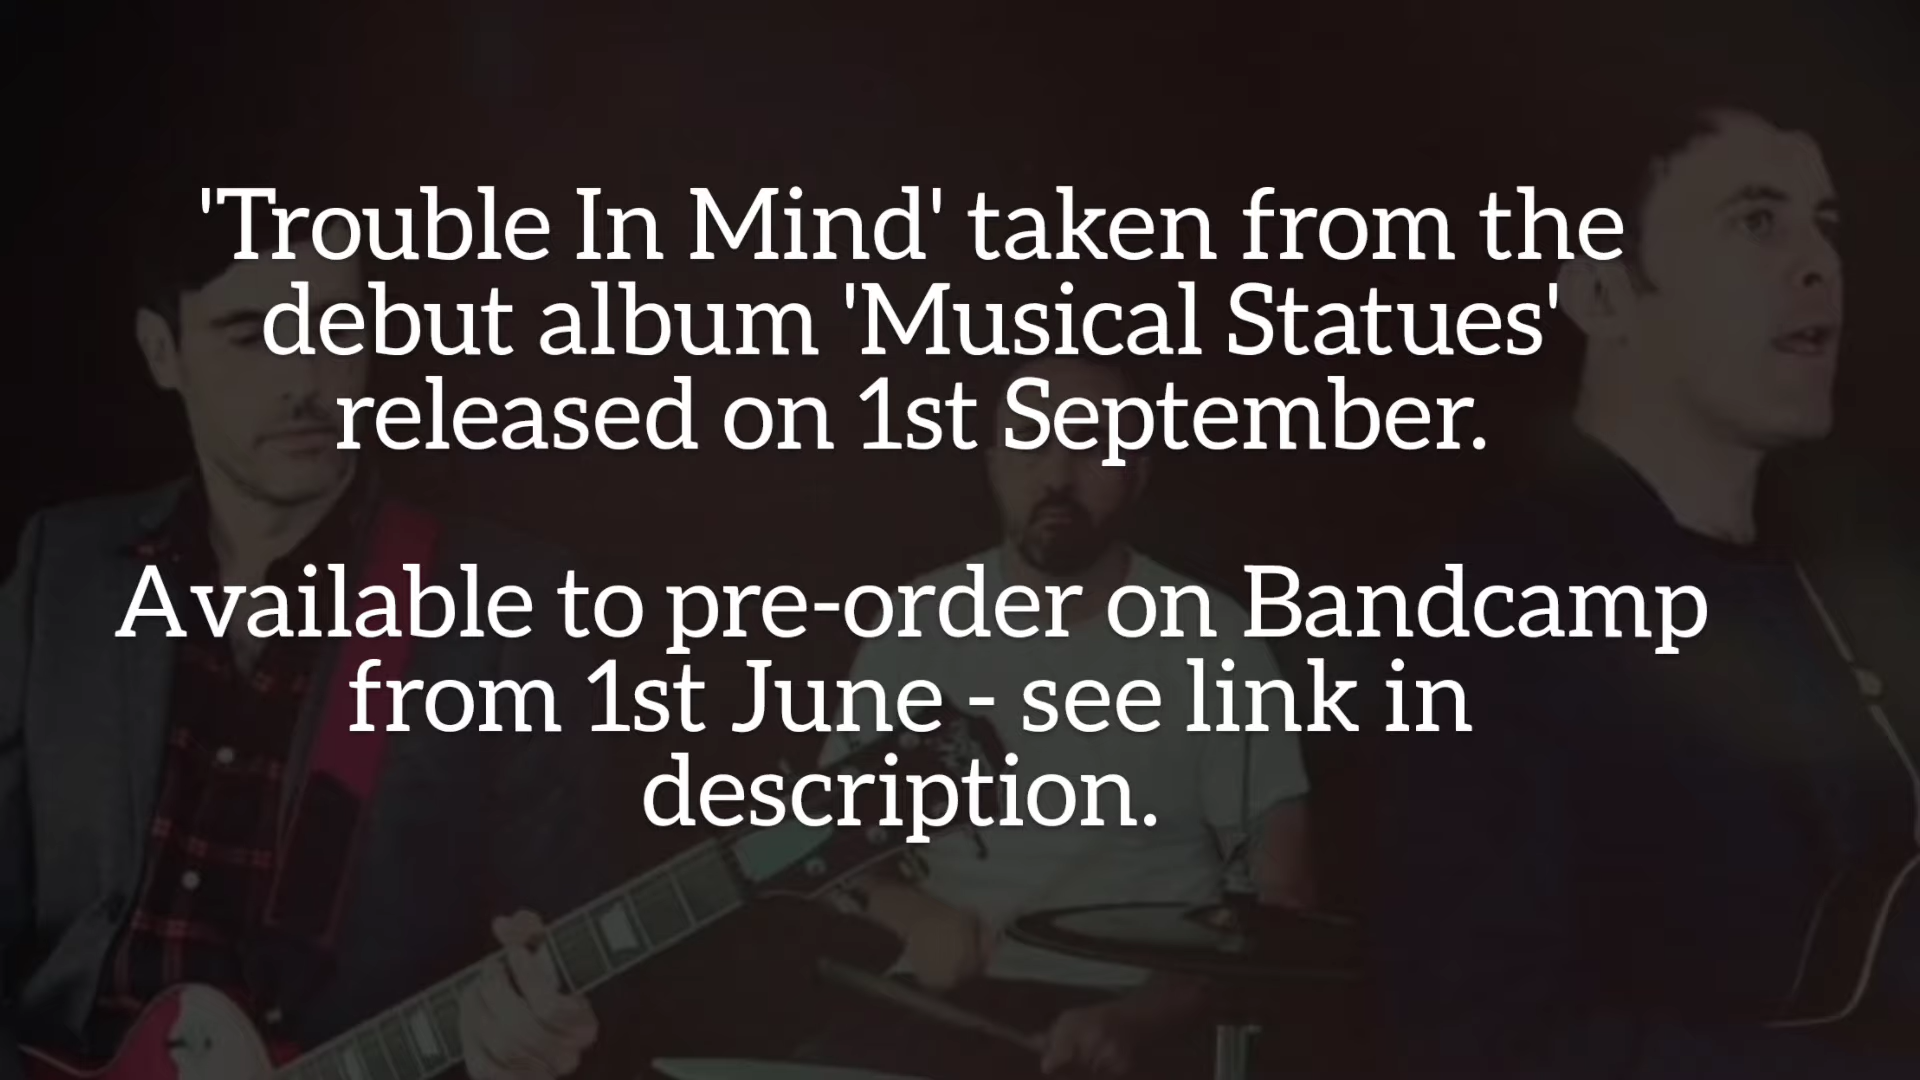 'Trouble In Mind' taken from the
debut album 'Musical Statues'
released on 1st September.
Available to pre-order on Bandcamp
from 1st June - see link in
description.